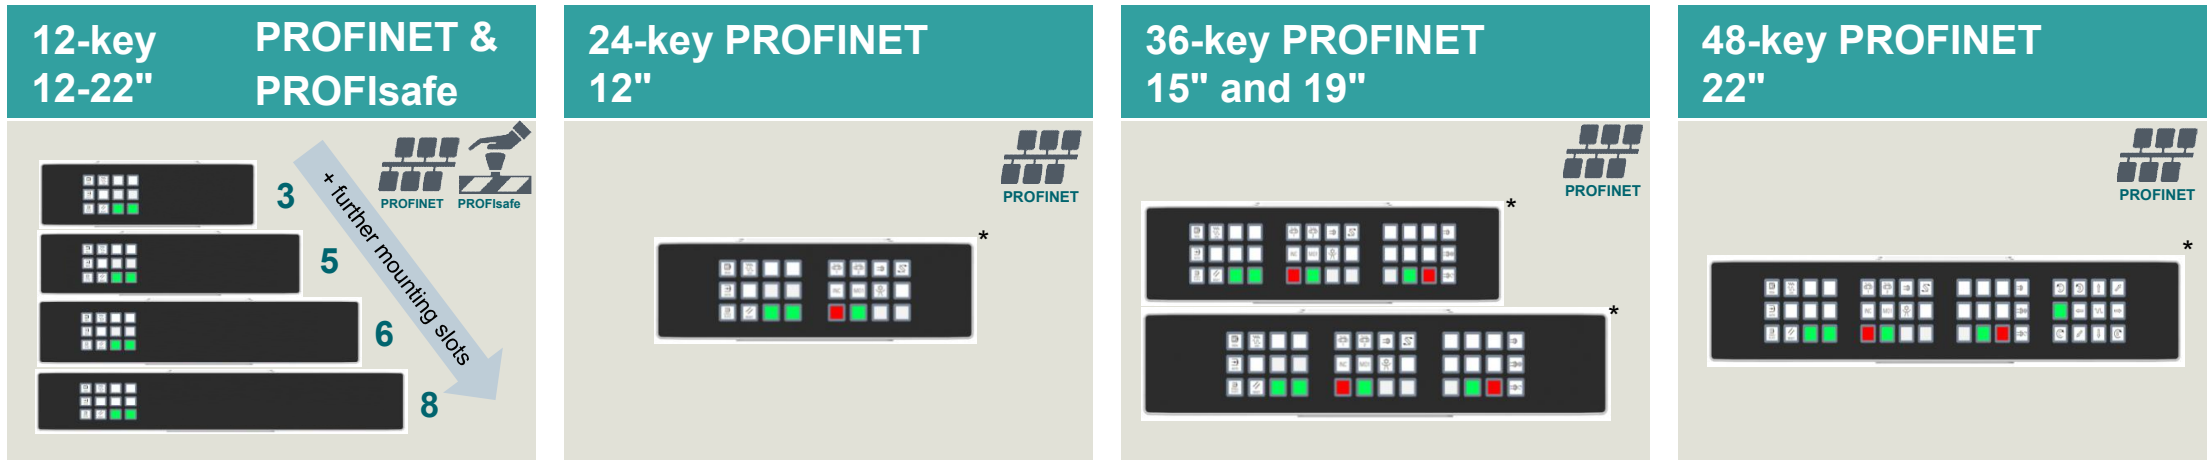 12-key
12-22"
PROFINET &
PROFIsafe
PROFINET
PROFIsafe
3
5
6
8
+ further mounting slots
24-key PROFINET
12"
PROFINET
*
36-key PROFINET
15" and 19"
PROFINET
*
*
48-key PROFINET
22"
PROFINET
*